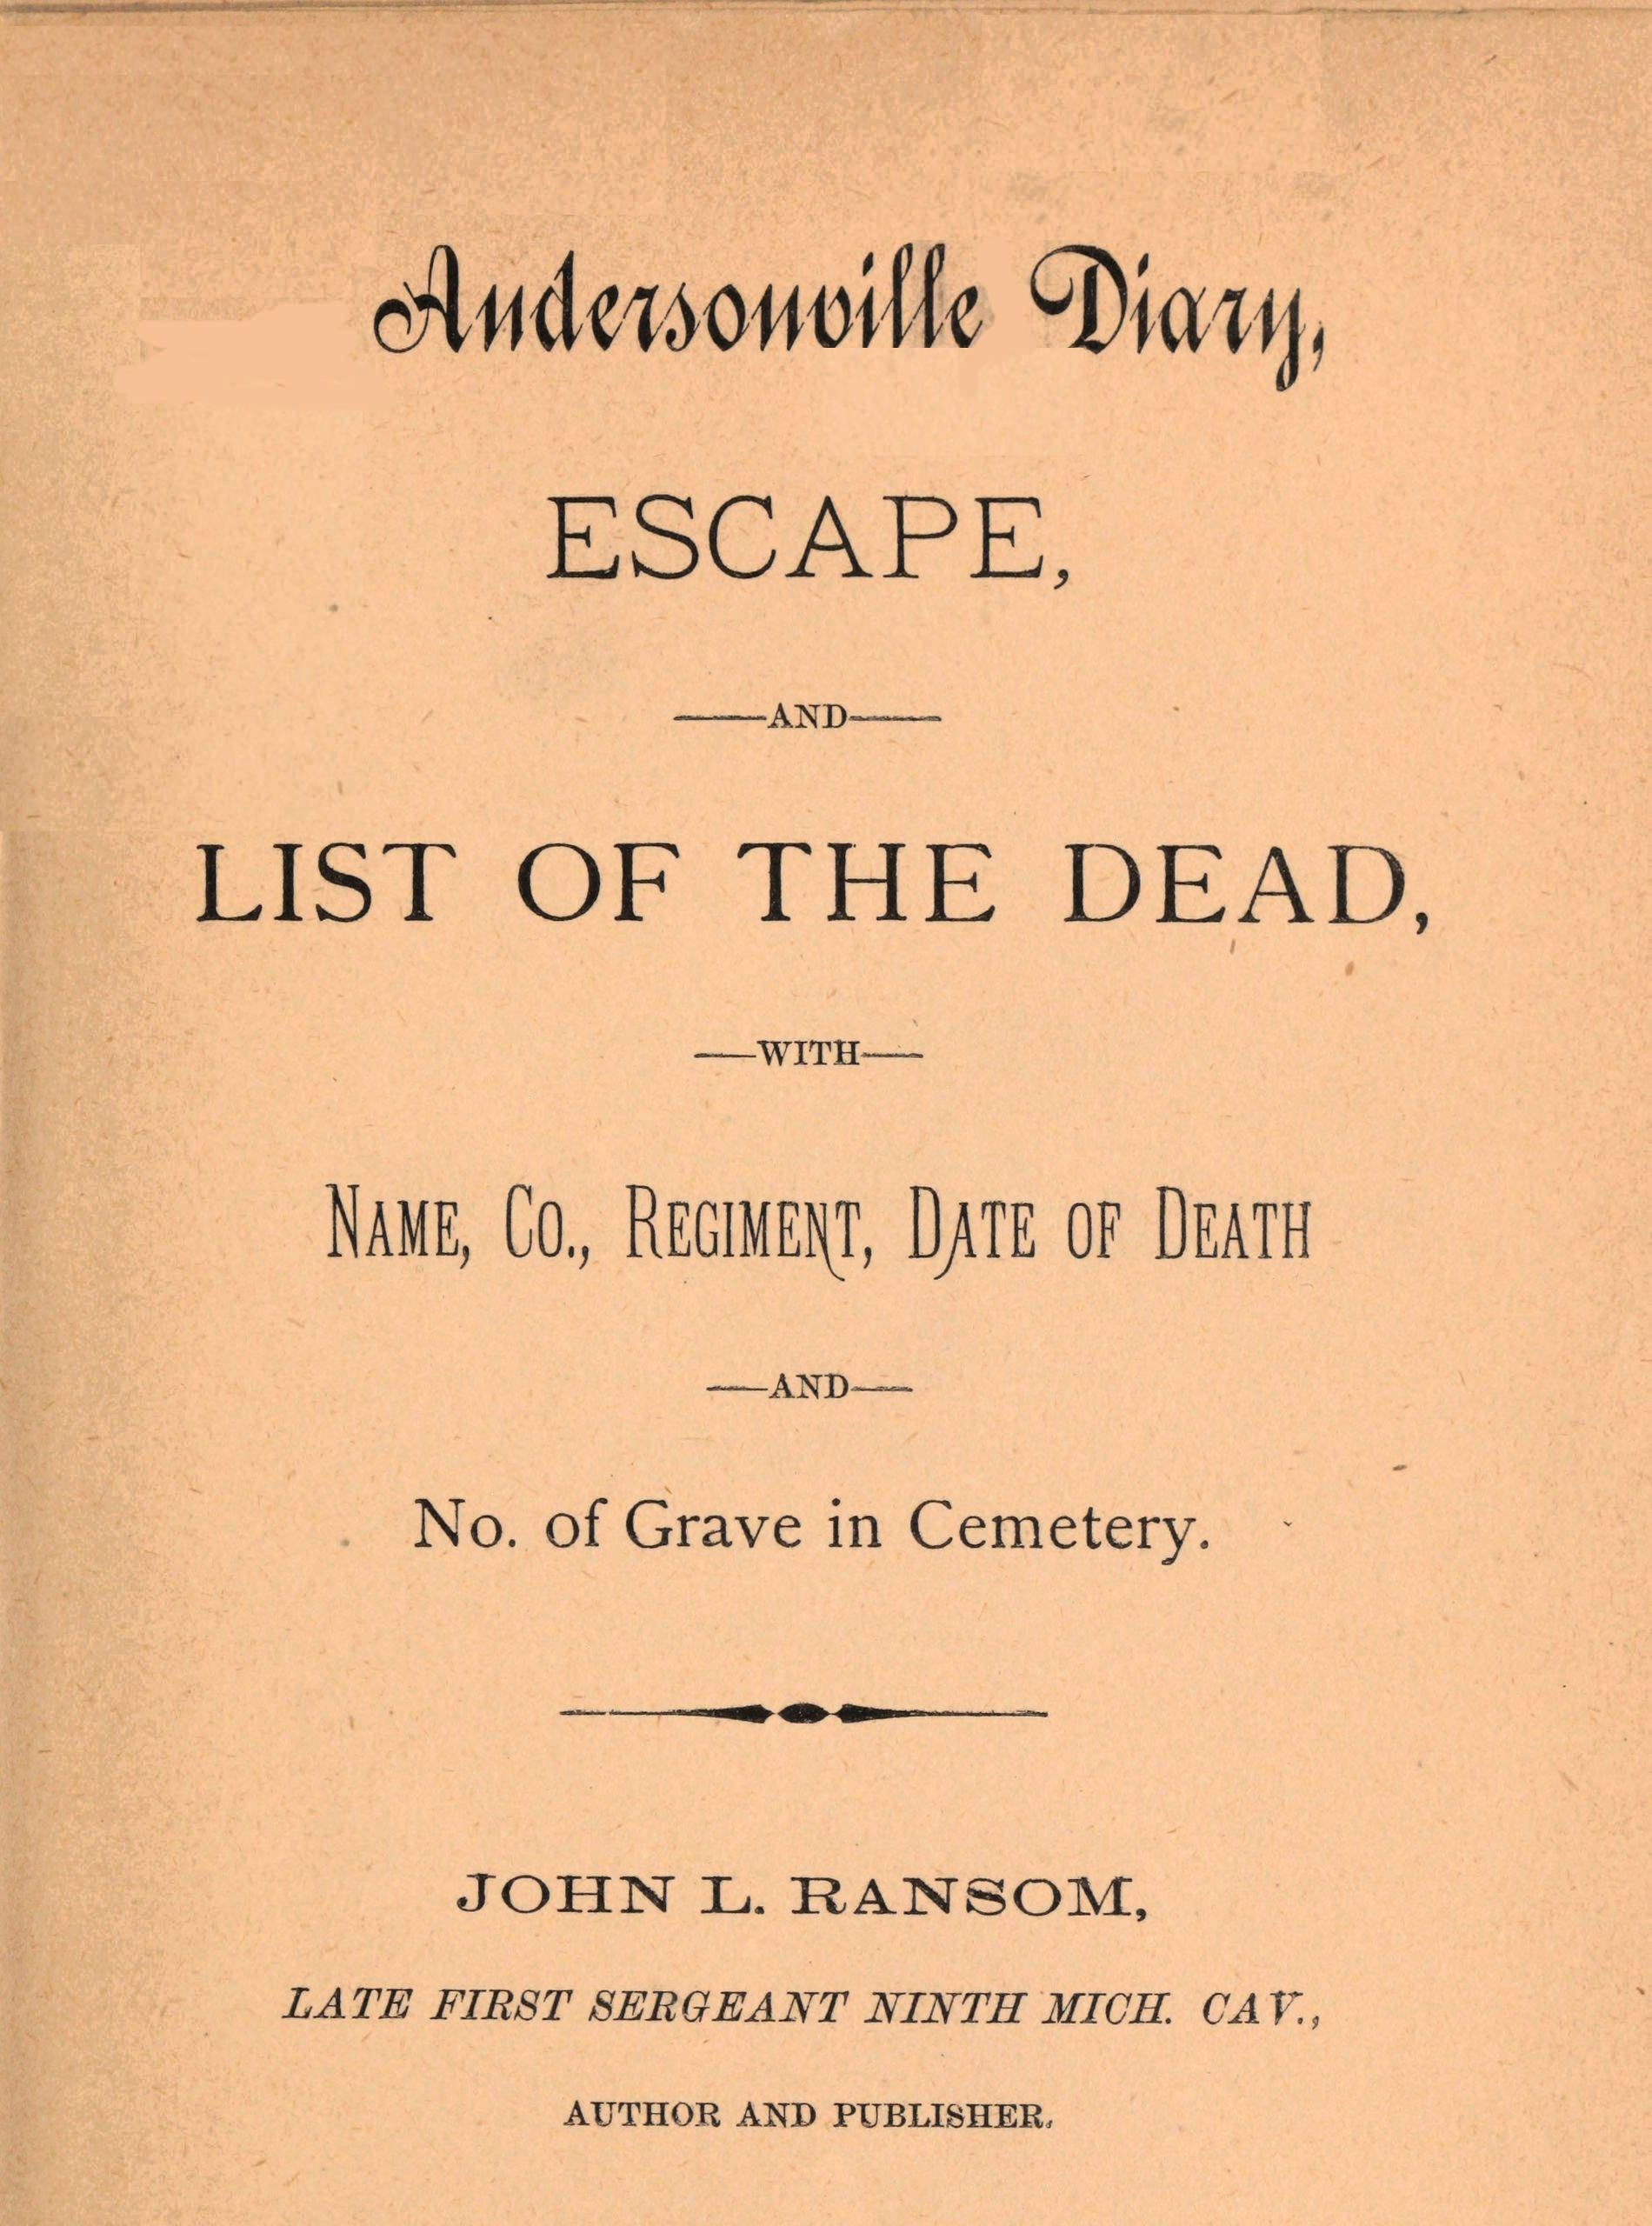 Andersonville Diary,
ESCAPE,
—AND—
LIST OF THE DEAD,
—WITH—
NAME, CO., REGIMENT, DATE OF DEATH
—AND—
No. of Grave in Cemetery.
JOHN L. RANSOM,
LATE FIRST SERGEANT NINTH MICH. CAV.,
AUTHOR AND PUBLISHER.